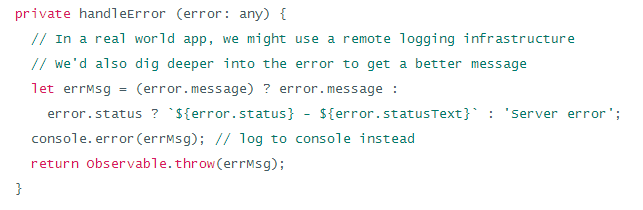 private handleError (error: any) {
  // In a real world app, we might use a remote logging infrastructure
  // We'd also dig deeper into the error to get a better message
  let errMsg = (error.message) ? error.message :
    error.status ? `${error.status} - ${error.statusText}` : 'Server error';
  console.error(errMsg); // log to console instead
  return Observable.throw(errMsg);
}